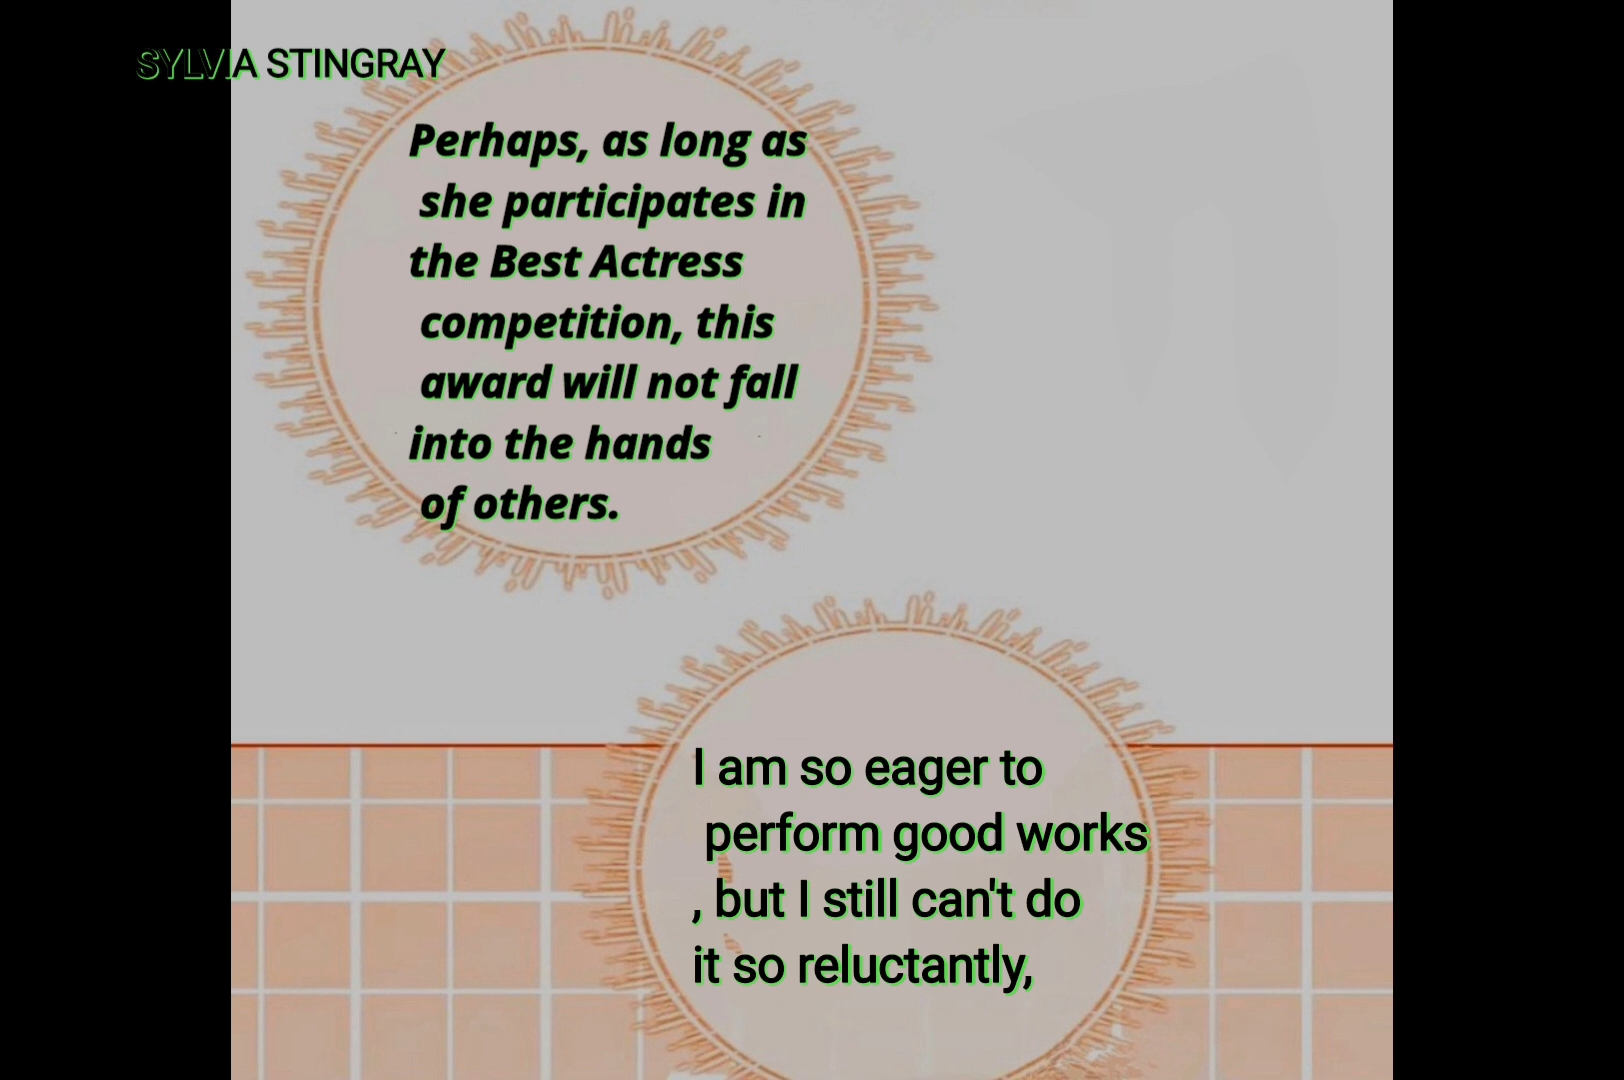 SYLVIA STINGRAY
Perhaps, as long as
she participates in
the Best Actress
competition, this
award will not fall
into the hands
of others.
I am so eager to
perform good works
, but I still can't do
it so reluctantly,